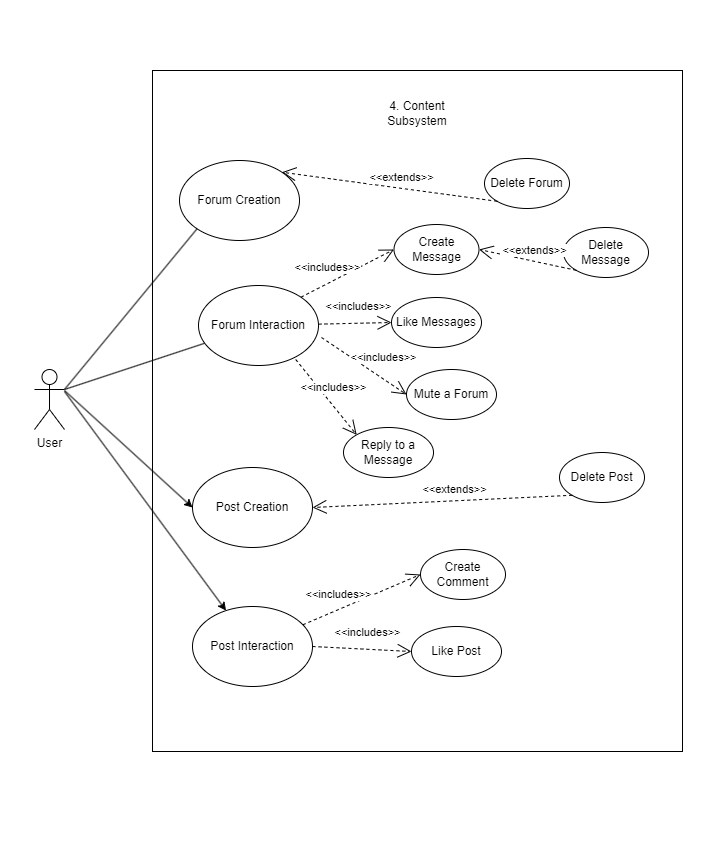 4. Content
Subsystem
<<extends>>
Delete Forum
Forum Creation
Create
Message
<<extends>>
Delete
Message
<<includes>>
<<includes>>
Forum Interaction
Like Messages
<<includes>>
<<includes>>
Mute a Forum
User
Reply to a
Message
<<extends>>
Delete Post
Post Creation
Create
Comment
<<includes>>
<<includes>>
Post Interaction
Like Post